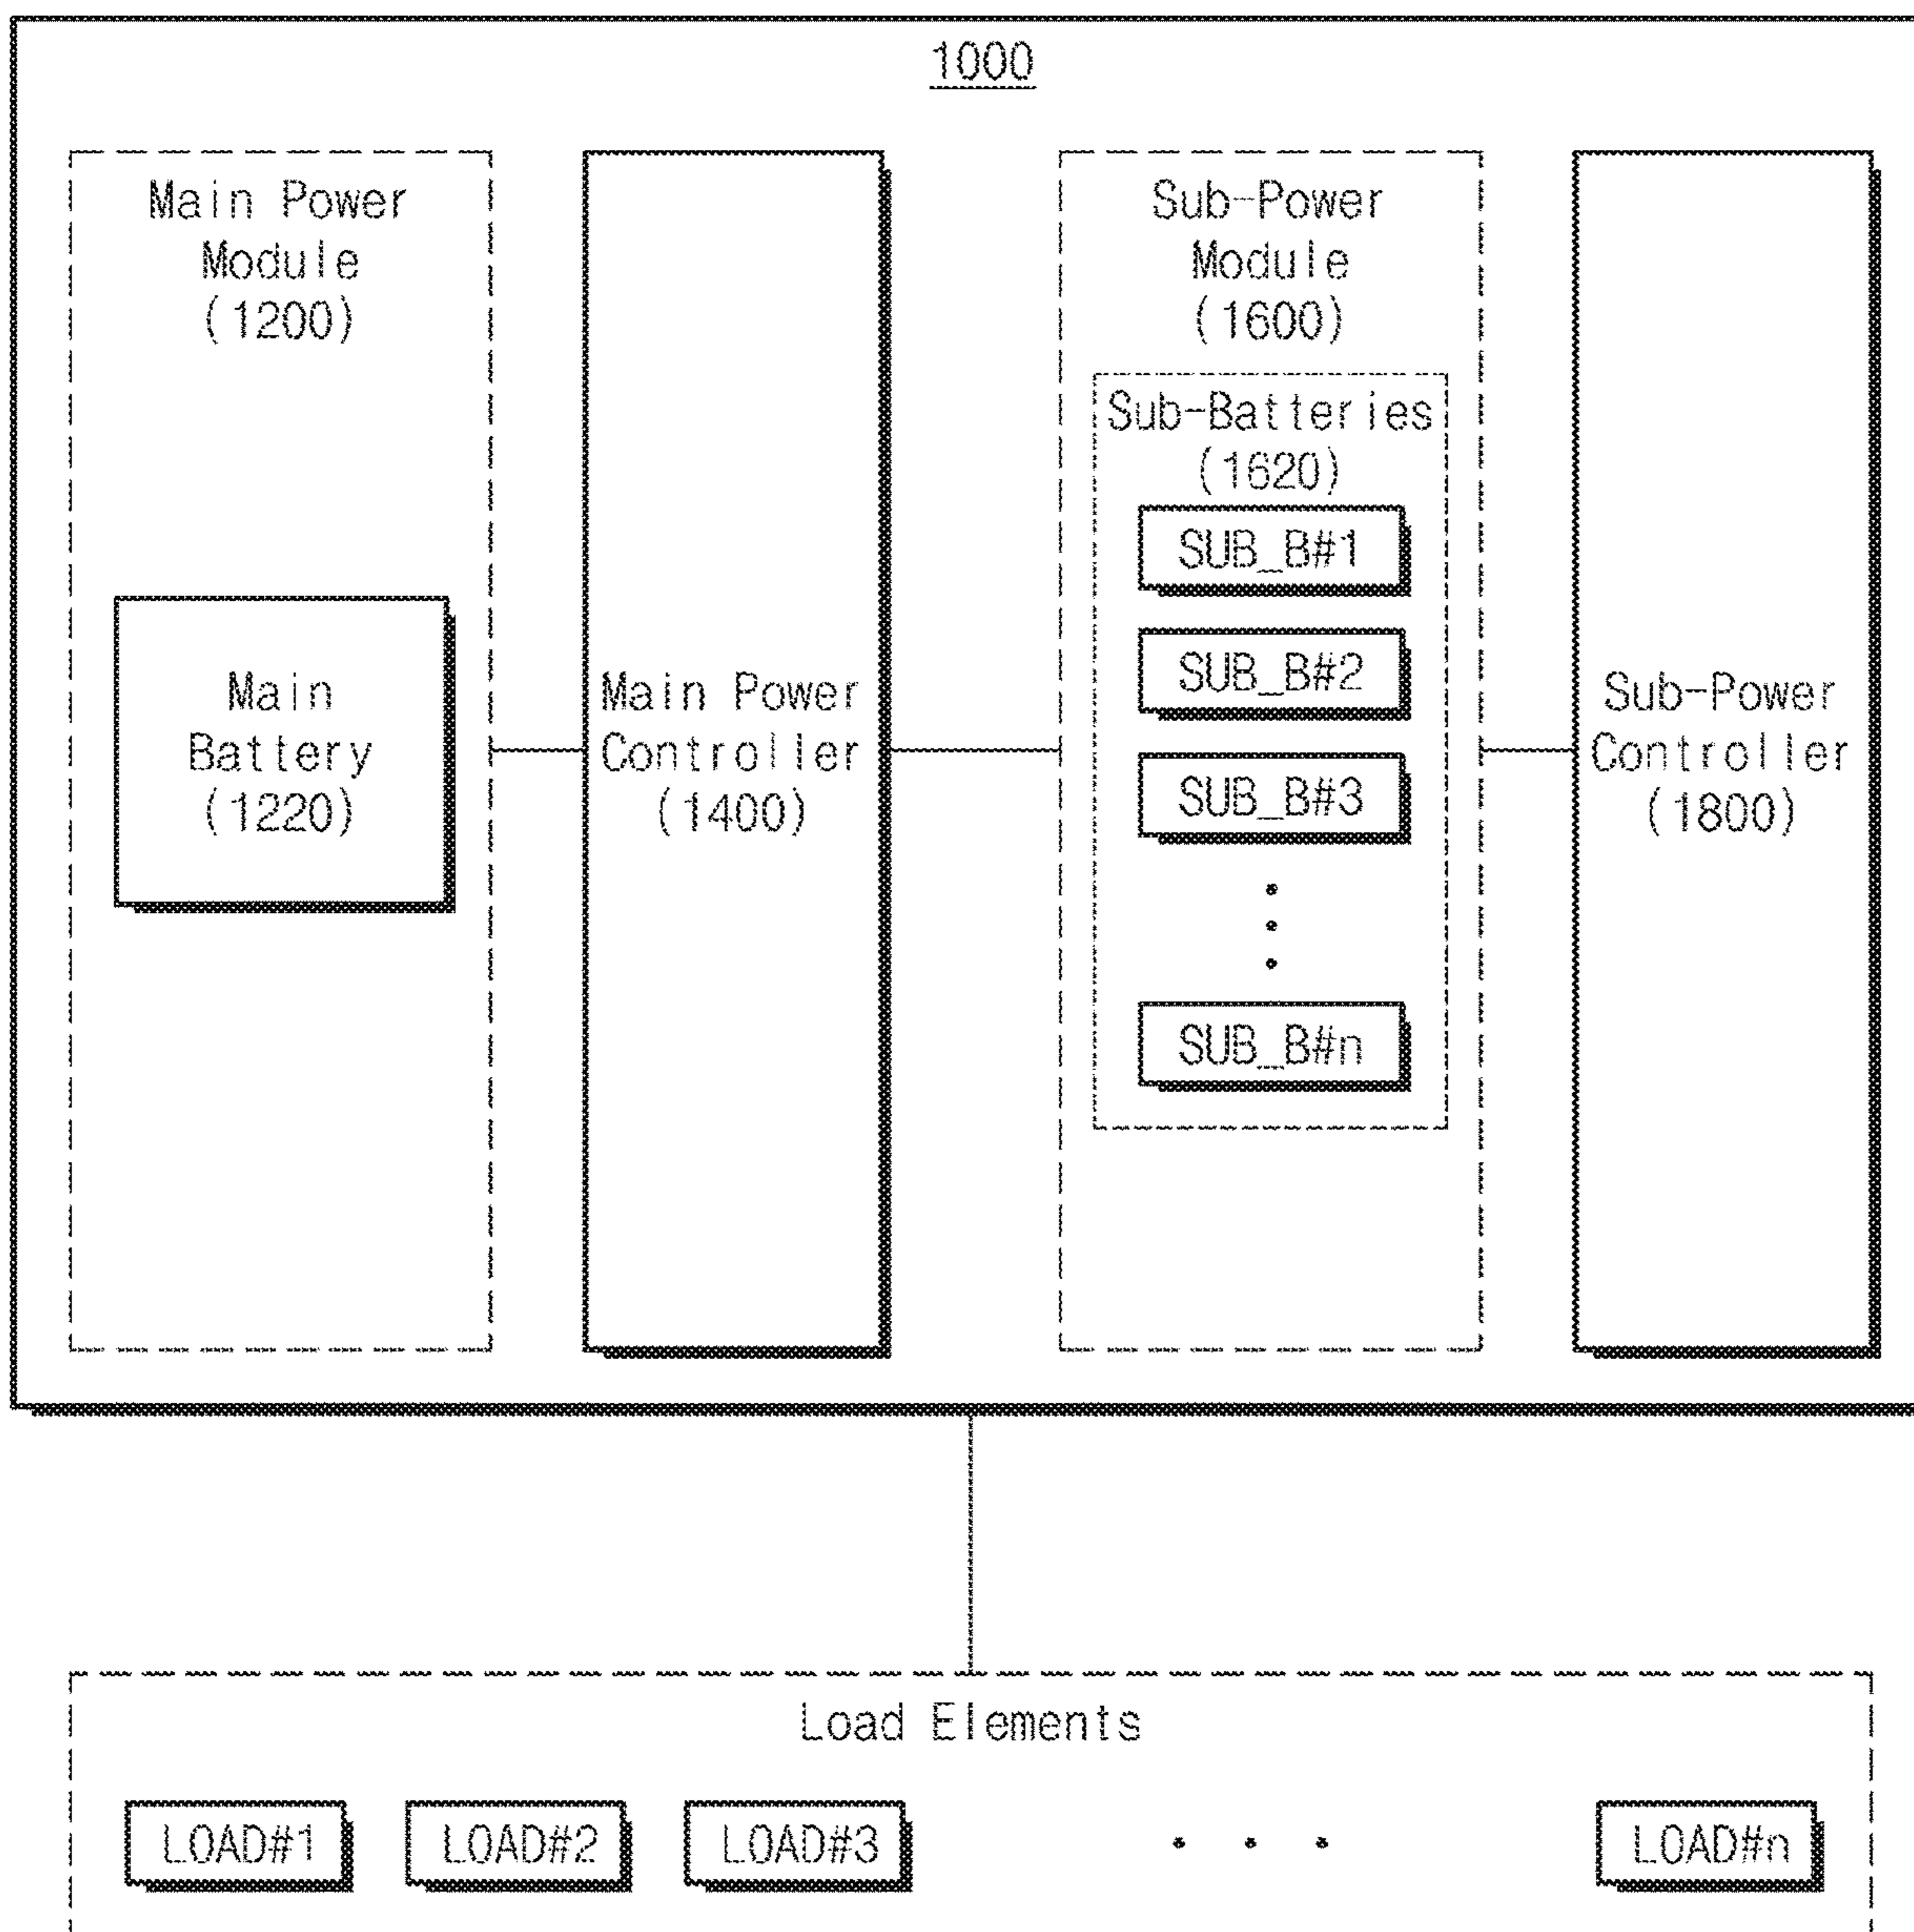 1000
Main Power
Module
(1200)
Main
Battery
(1220)
Main Power
Controller
(1400)
Sub-Power
Module
(1600)
Sub-Batteries
(1620)
SUB_B#1
SUB_B#2
SUB_B#3
SUB_B#n
Sub-Power
Controller
(1800)
Load Elements
LOAD#1
LOAD#2
LOAD#3
LOAD#n